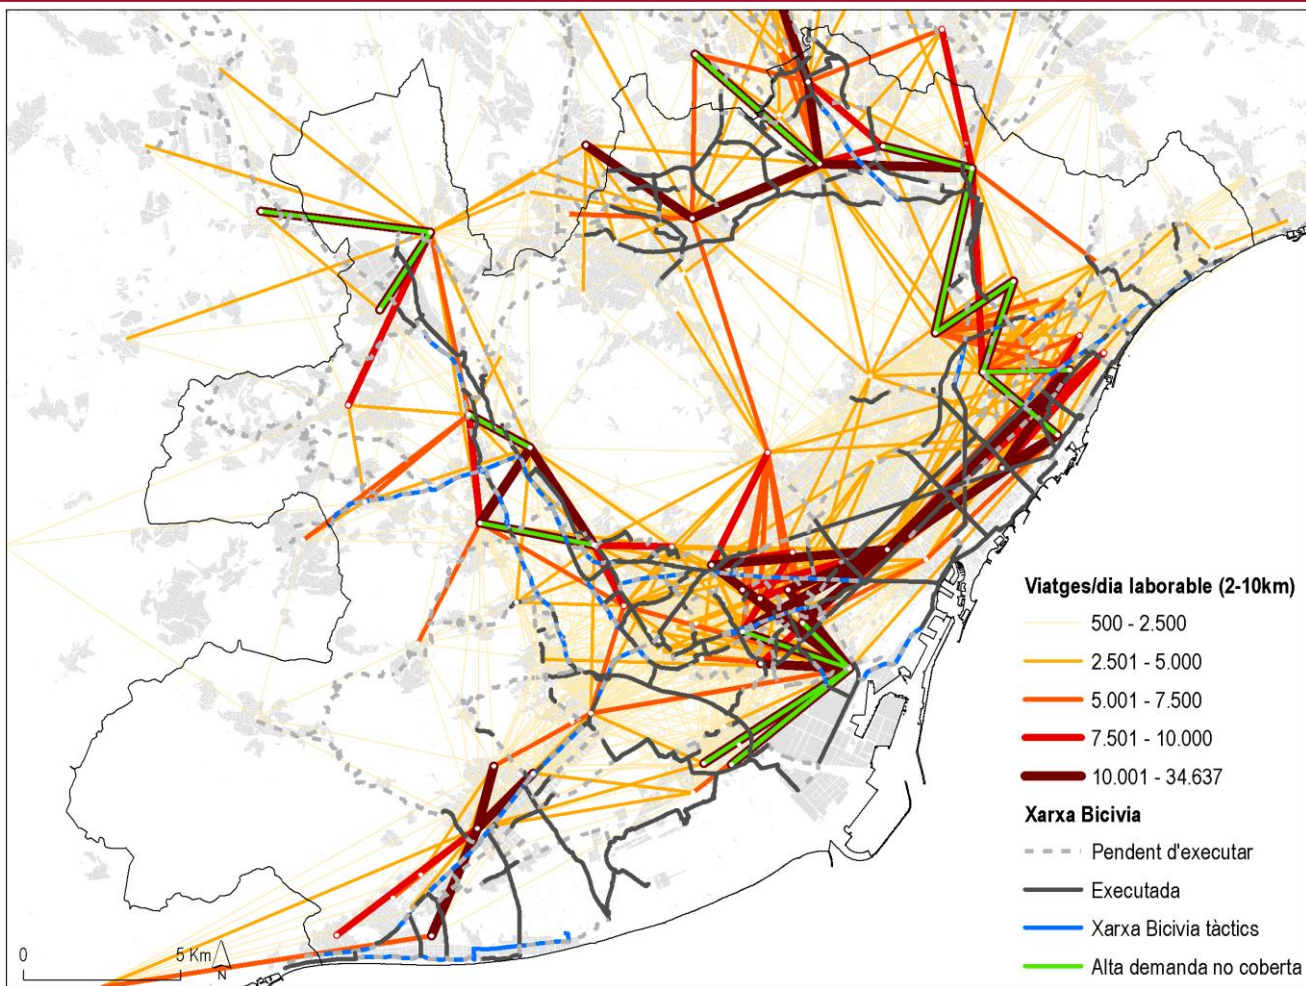 Viatges/dia laborable (2-10km)
500 - 2.500
2.501 - 5.000
5.001 - 7.500
7.501 - 10.000
10.001 - 34.637
Xarxa Bicivia
Pendent d'executar
Executada
Xarxa Bicivia tàctics
Alta demanda no coberta
0 5 Km
N